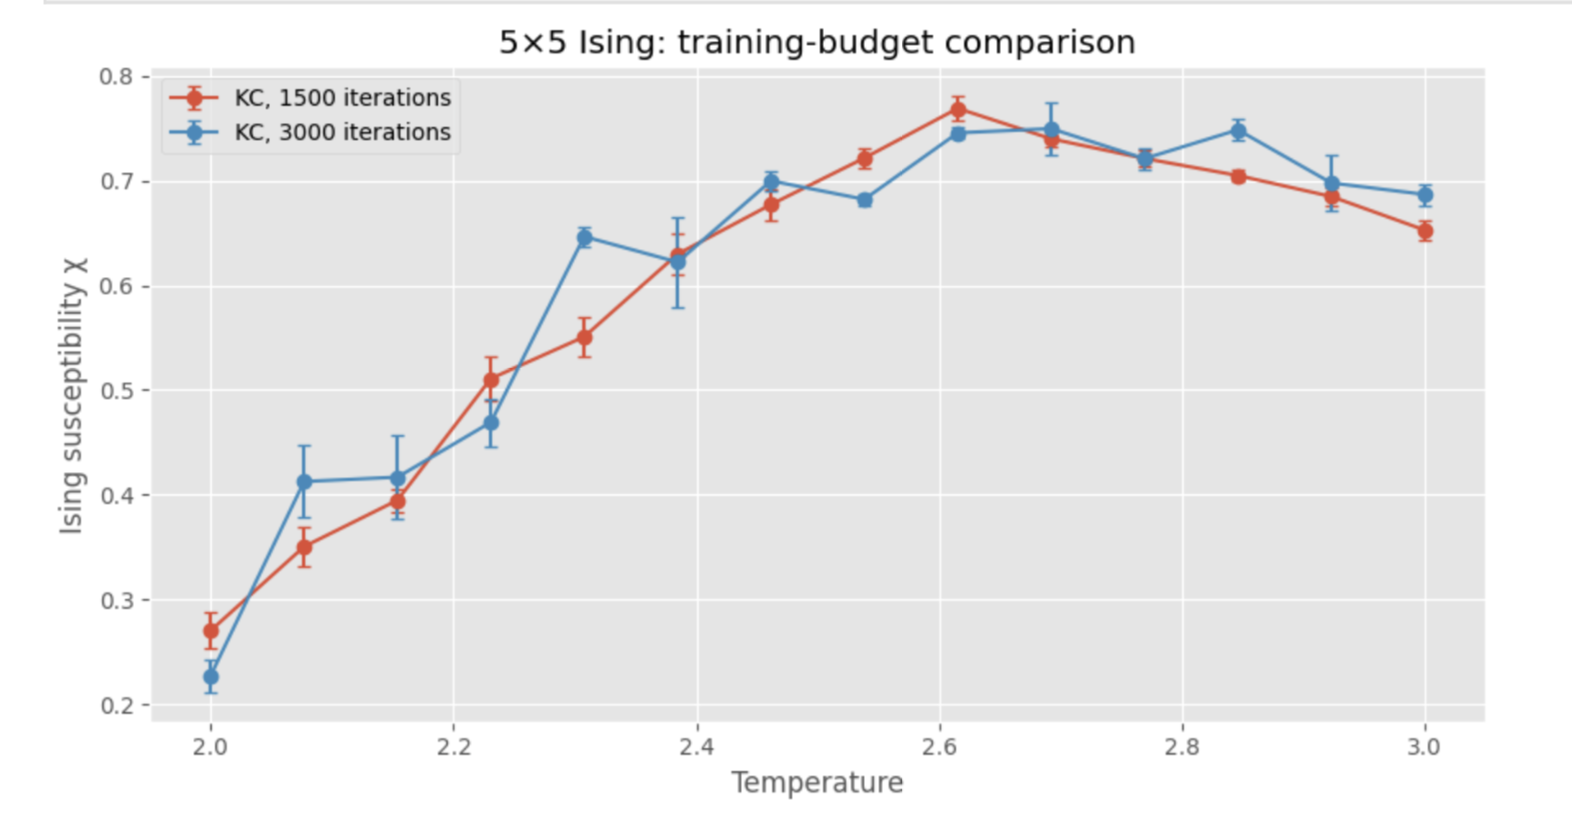 5×5 Ising: training-budget comparison
KC, 1500 iterations
KC, 3000 iterations
Ising susceptibility χ
0.8
0.7
0.6
0.5
0.4
0.3
0.2
2.0 2.2 2.4 2.6 2.8 3.0
Temperature